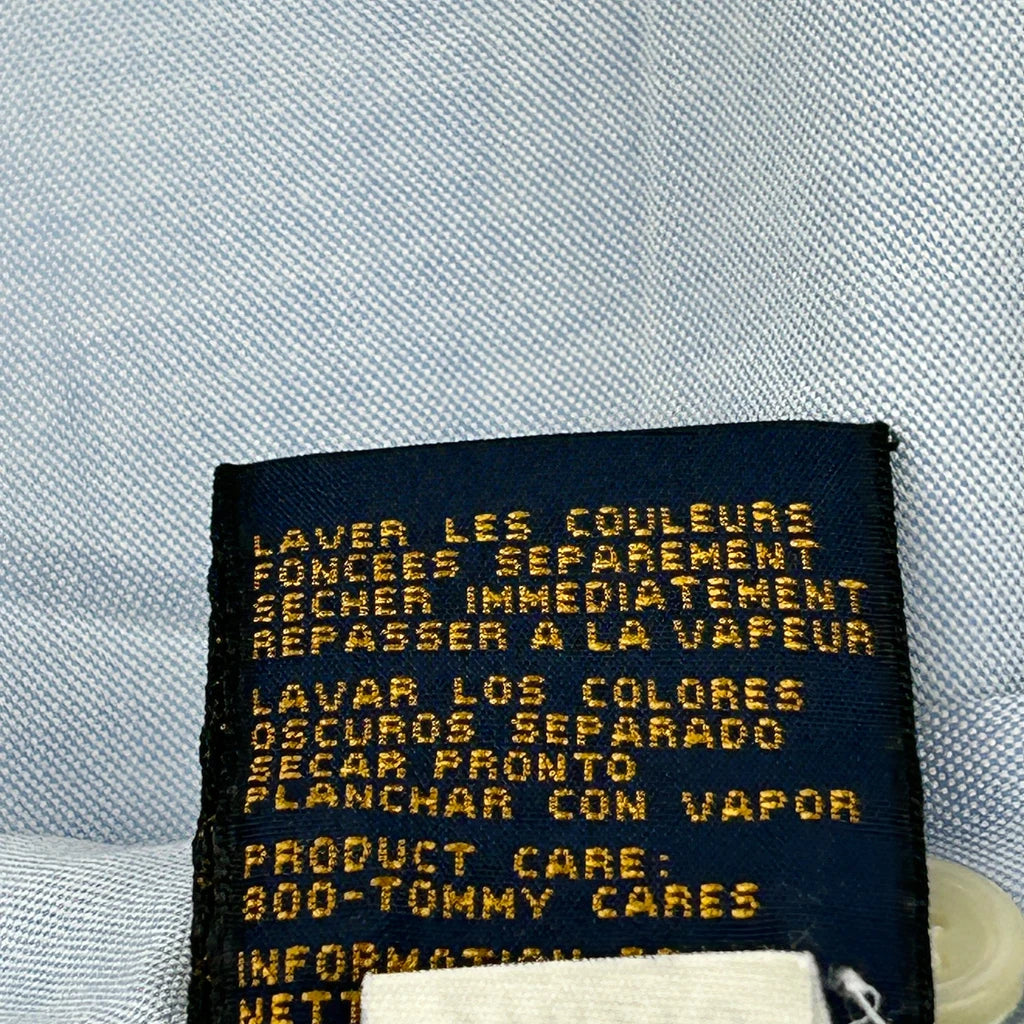 LAVER LES COULEURS
FONCEES SEPAREMENT
SECHER IMMEDIATEMENT
REPASSER A LA VAPEUR
LAVAR LOS COLORES
OSCUROS SEPARADO
SECAR PRONTO
PLANCHAR CON VAPOR
PRODUCT CARE:
800-TOMMY CARES
INFORMATION